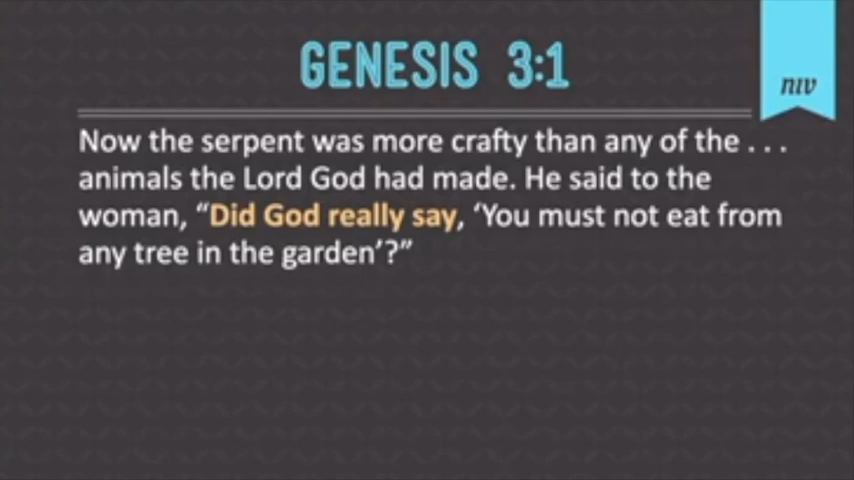 GENESIS 3:1
NIV
Now the serpent was more crafty than any of the . . .
animals the Lord God had made. He said to the
woman, “Did God really say, ‘You must not eat from
any tree in the garden’?”